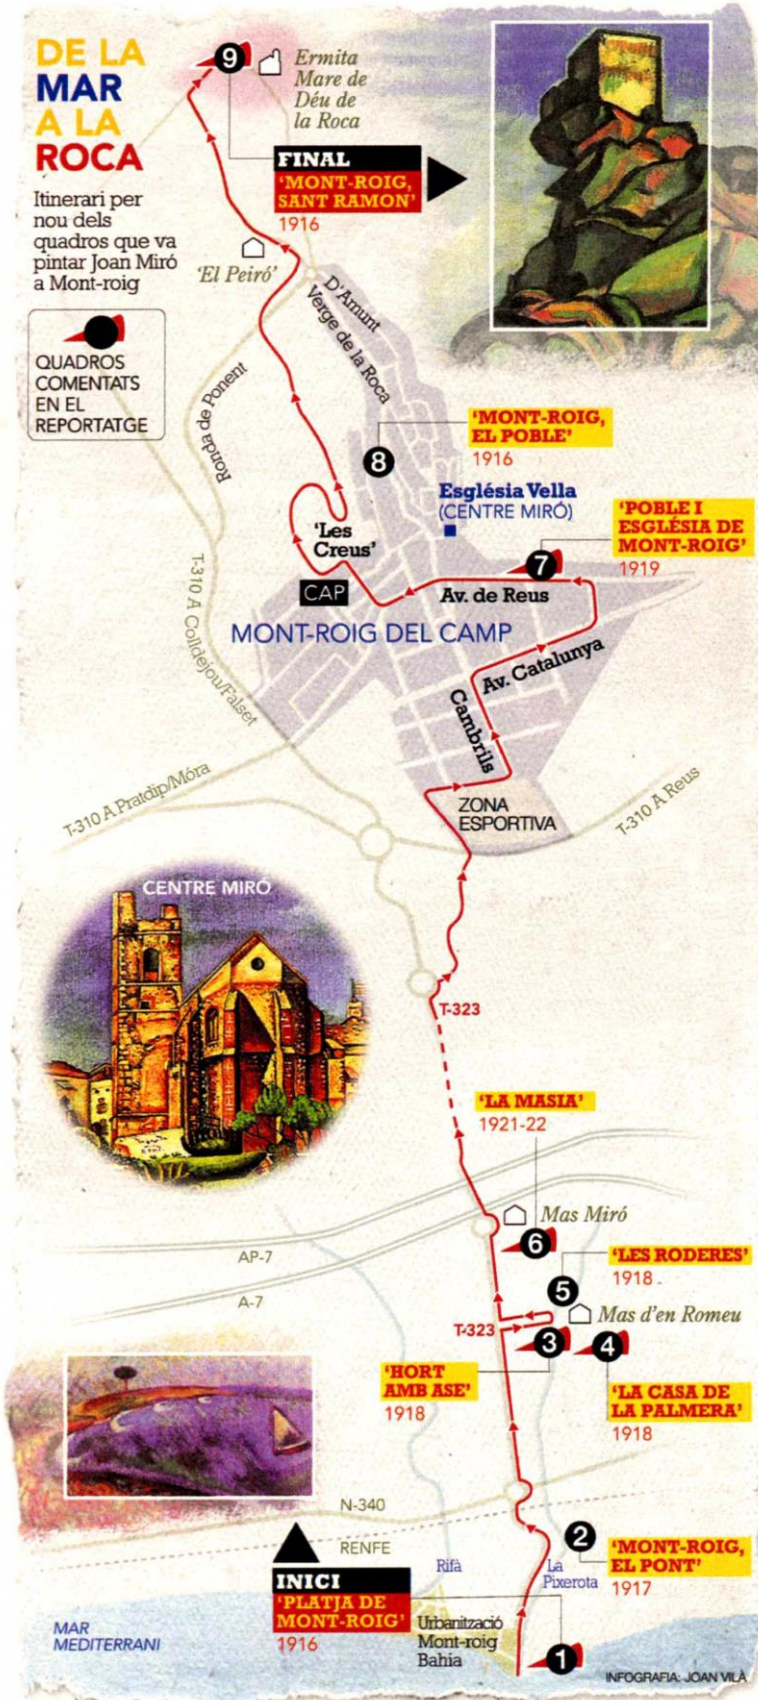 DE LA
MAR
A LA
ROCA
Itinerari per
nou dels
quadros que va
pintar Joan Miró
a Mont-roig
QUADROS
COMENTATS
EN EL
REPORTATGE
9
Ermita
Mare de
Déu de
la Roca
FINAL
'MONT-ROIG,
SANT RAMON'
1916
'El Peiró'
D'Amunt
Verge de la Roca
Ronda de Ponent
8
'MONT-ROIG,
EL POBLE'
1916
Església Vella
(CENTRE MIRÓ)
'POBLE I
ESGLÉSIA DE
MONT-ROIG'
1919
7
'Les
Creus'
CAP
Av. de Reus
MONT-ROIG DEL CAMP
Av. Catalunya
Cambrils
T-310 A Colldejou/Falset
T-310 A Pratdip/Móra
ZONA
ESPORTIVA
T-310 A Reus
CENTRE MIRÓ
T-323
'LA MASIA'
1921-22
Mas Miró
6
AP-7
A-7
5
'LES RODERES'
1918
Mas d'en Romeu
T-323
3
4
'HORT
AMB ASE'
1918
'LA CASA DE
LA PALMERA'
1918
N-340
RENFE
2
'MONT-ROIG,
EL PONT'
1917
Rifà
La
Pixerota
INICI
'PLATJA DE
MONT-ROIG'
1916
Urbanització
Mont-roig
Bahia
1
MAR
MEDITERRANI
INFOGRAFIA: JOAN VILÀ